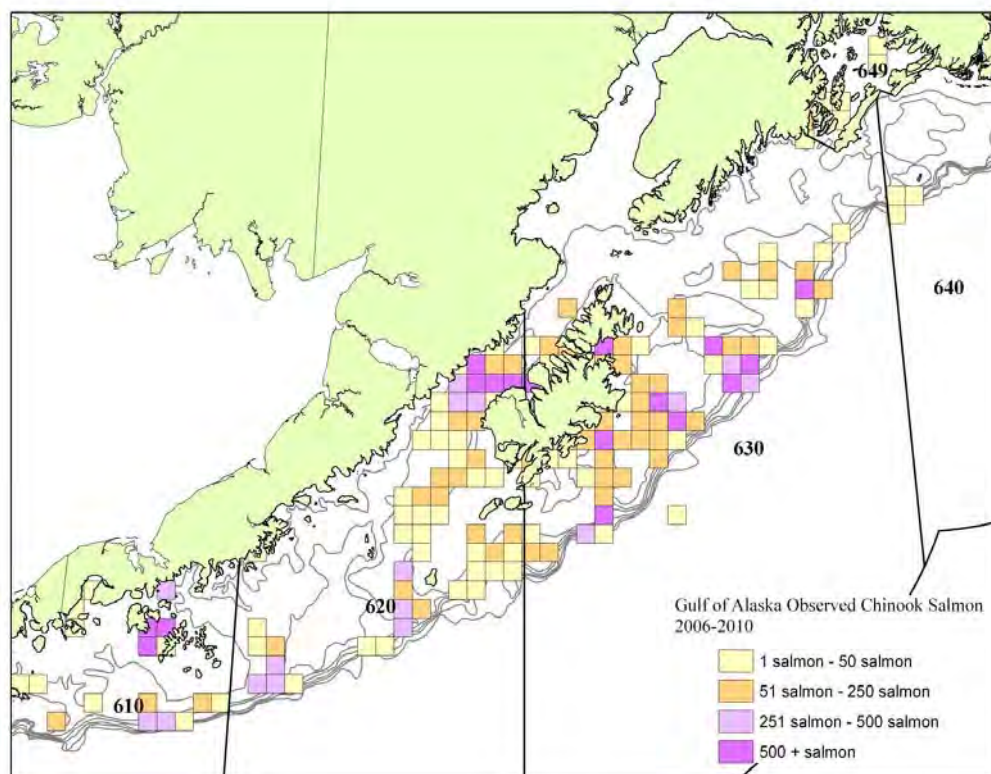 649
640
630
620
610
Gulf of Alaska Observed Chinook Salmon
2006-2010
1 salmon - 50 salmon
51 salmon - 250 salmon
251 salmon - 500 salmon
500 + salmon